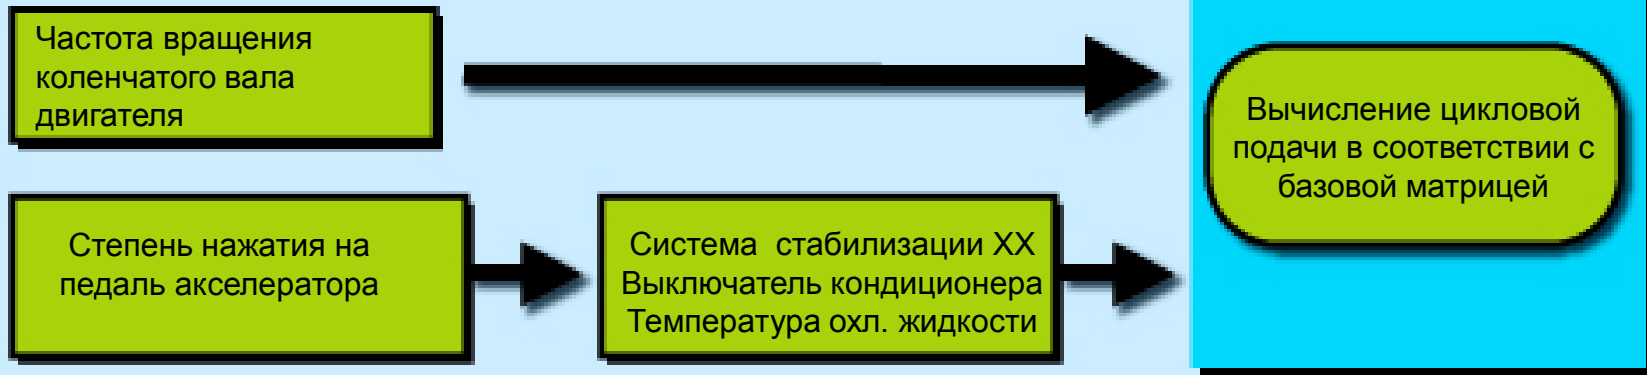 Частота вращения
коленчатого вала
двигателя
Степень нажатия на
педаль акселератора
Система стабилизации ХХ
Выключатель кондиционера
Температура охл. жидкости
Вычисление цикловой
подачи в соответствии с
базовой матрицей